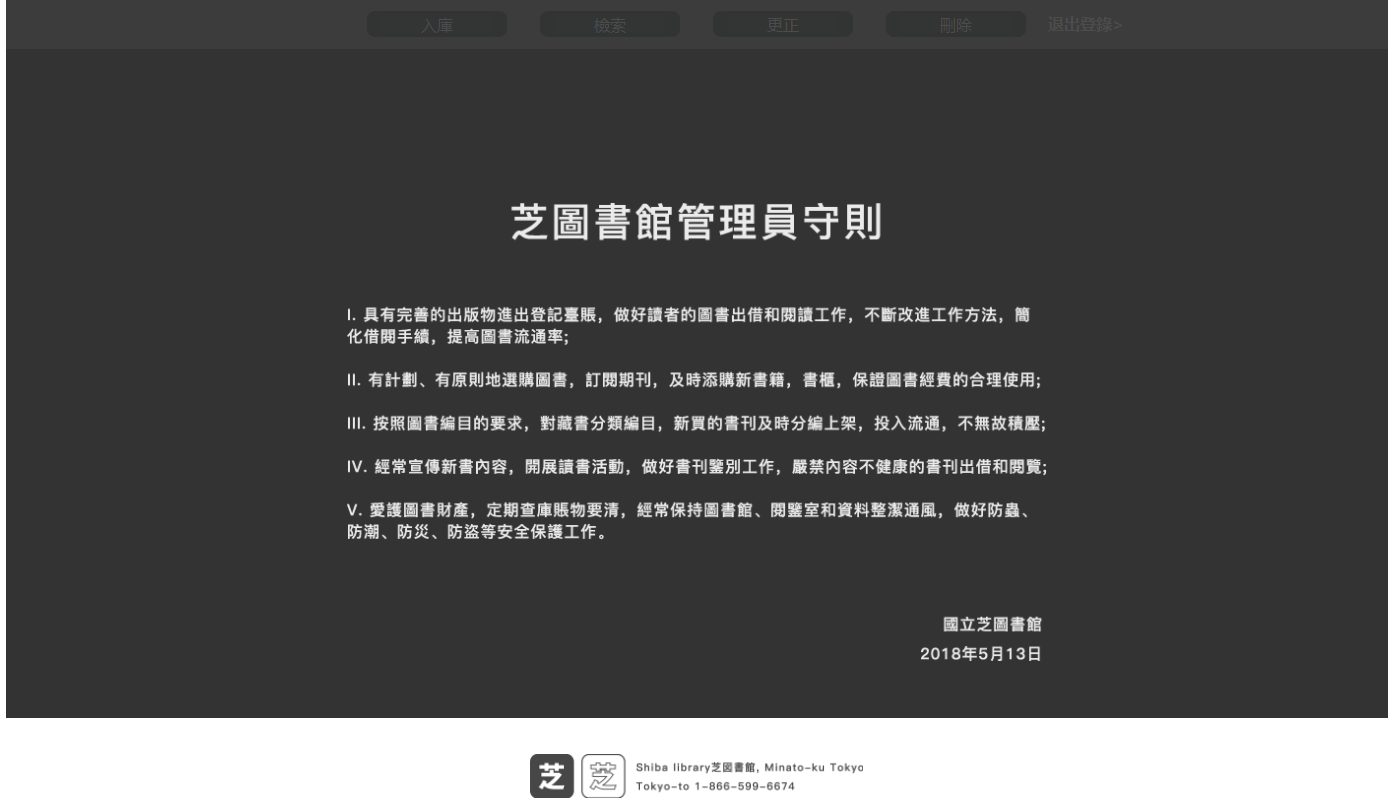 入庫 檢索 更正 刪除 退出登錄>
芝圖書館管理員守則
I. 具有完善的出版物進出登記臺賬，做好讀者的圖書出借和閱讀工作，不斷改進工作方法，簡
化借閱手續，提高圖書流通率;
II. 有計劃、有原則地選購圖書，訂閱期刊，及時添購新書籍，書櫃，保證圖書經費的合理使用;
III. 按照圖書編目的要求，對藏書分類編目，新買的書刊及時分編上架，投入流通，不無故積壓;
IV. 經常宣傳新書內容，開展讀書活動，做好書刊鑒別工作，嚴禁內容不健康的書刊出借和閱覽;
V. 愛護圖書財產，定期查庫賬物要清，經常保持圖書館、閱鑒室和資料整潔通風，做好防蟲、
防潮、防災、防盜等安全保護工作。
國立芝圖書館
2018年5月13日
芝 芝 Shiba library芝図書館, Minato-ku Tokyo
Tokyo-to 1-866-599-6674